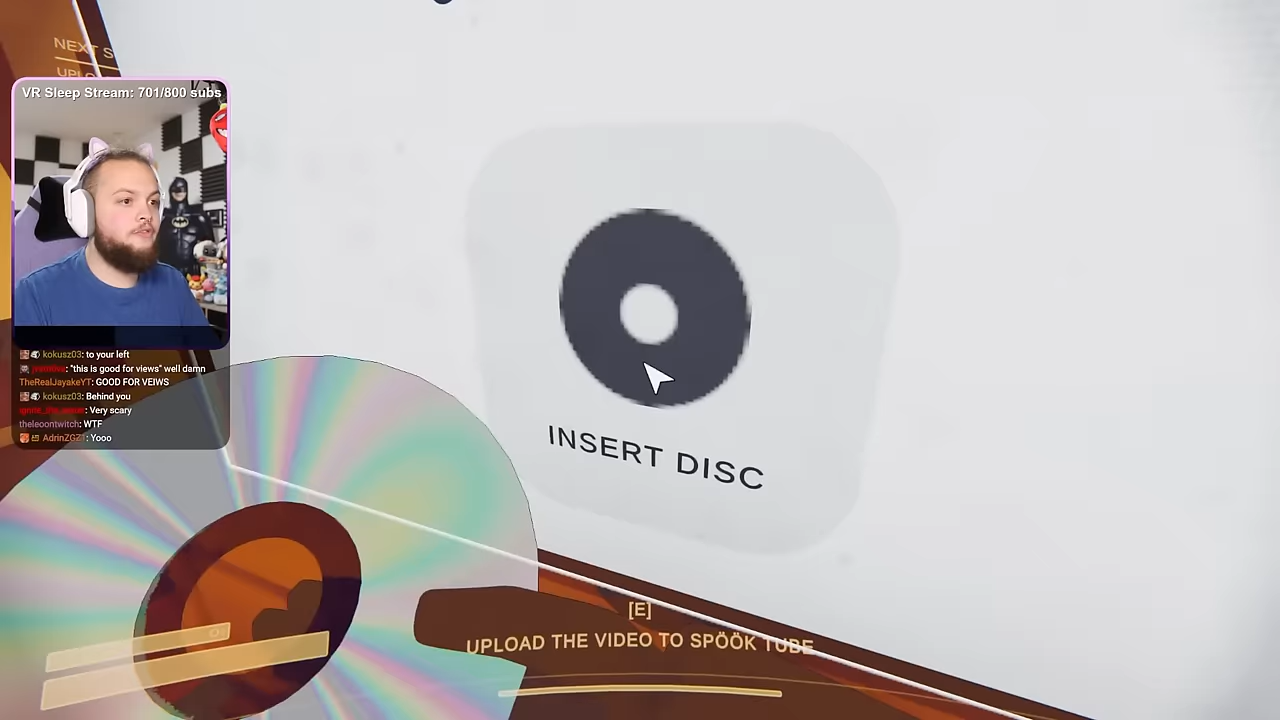 NEXT S
UPLO
VR Sleep Stream: 701/800 subs
kokusz03: to your left
"this is good for views" well damn
TheRealJayakeYT: GOOD FOR VEIWS
kokusz03: Behind you
Very scary
theleoontwitch: WTF
AdrinZGZ1: Yooo
INSERT DISC
[E]
UPLOAD THE VIDEO TO SPÖÖK TUBE